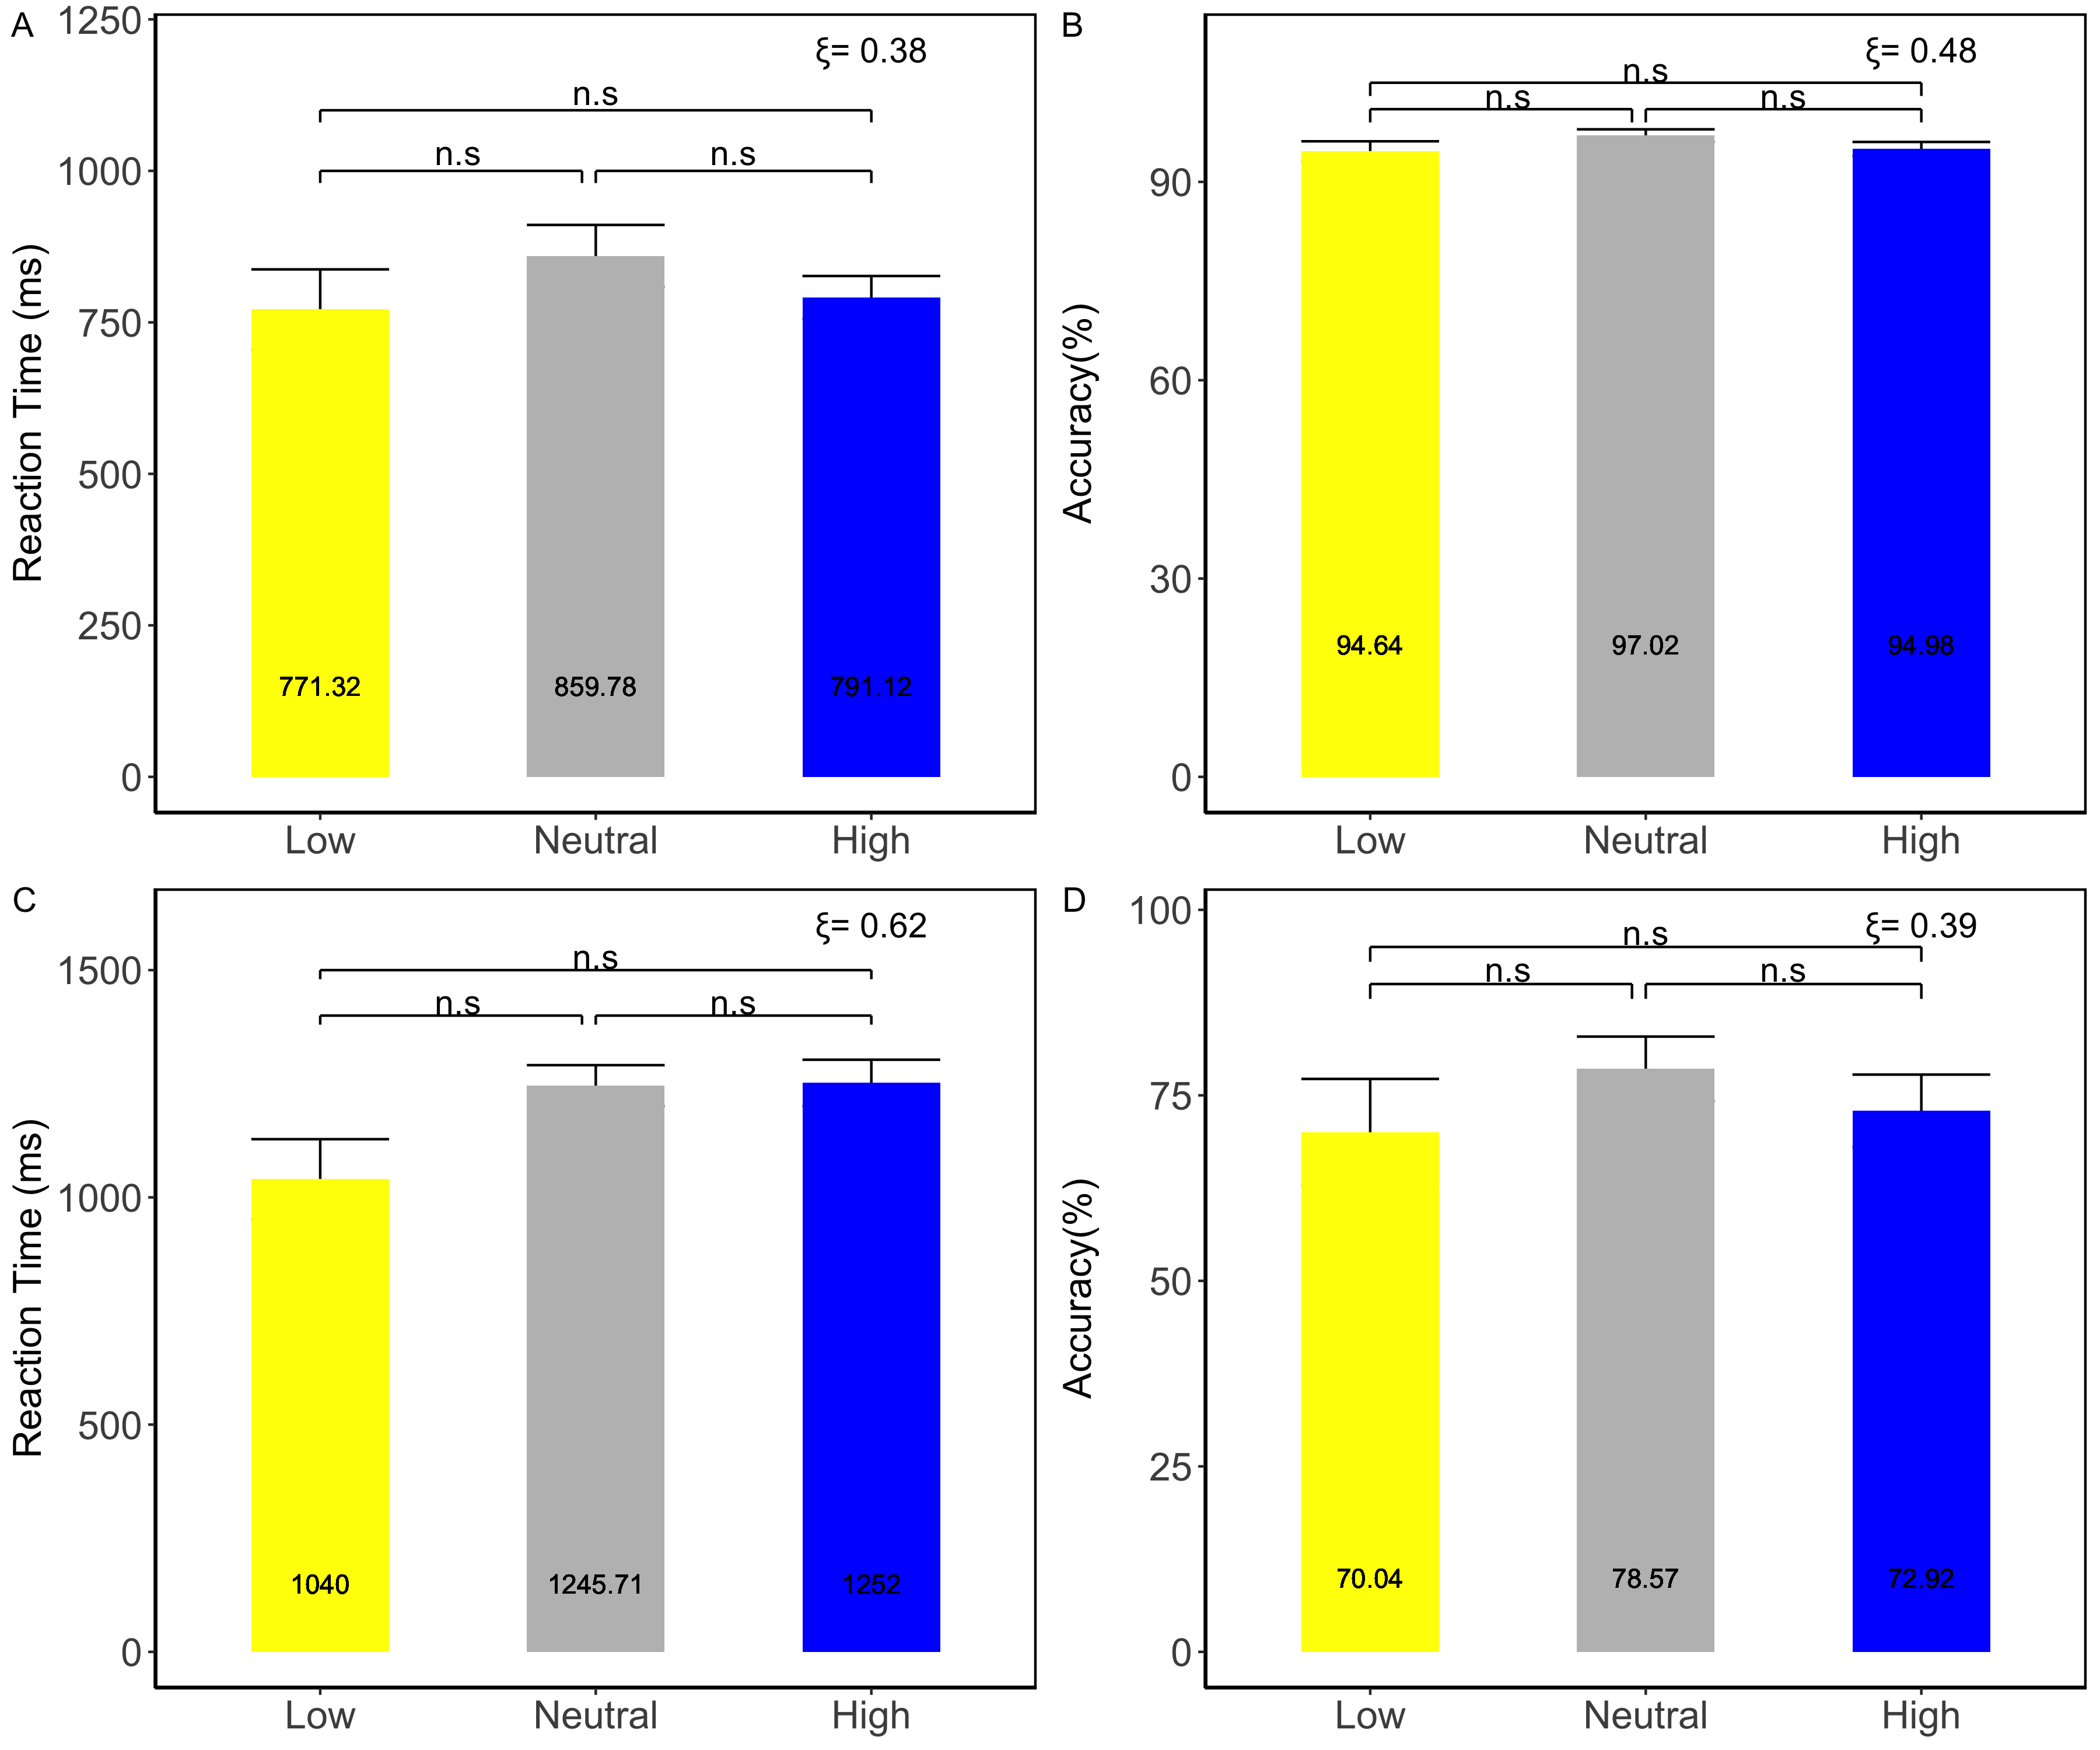 A
Reaction Time (ms)
1250
1000
750
500
250
0
ξ= 0.38
n.s
n.s
n.s
771.32
859.78
791.12
Low
Neutral
High
B
Accuracy(%)
90
60
30
0
ξ= 0.48
n.s
n.s
n.s
94.64
97.02
94.98
Low
Neutral
High
C
Reaction Time (ms)
1500
1000
500
0
ξ= 0.62
n.s
n.s
n.s
1040
1245.71
1252
Low
Neutral
High
D
Accuracy(%)
100
75
50
25
0
ξ= 0.39
n.s
n.s
n.s
70.04
78.57
72.92
Low
Neutral
High